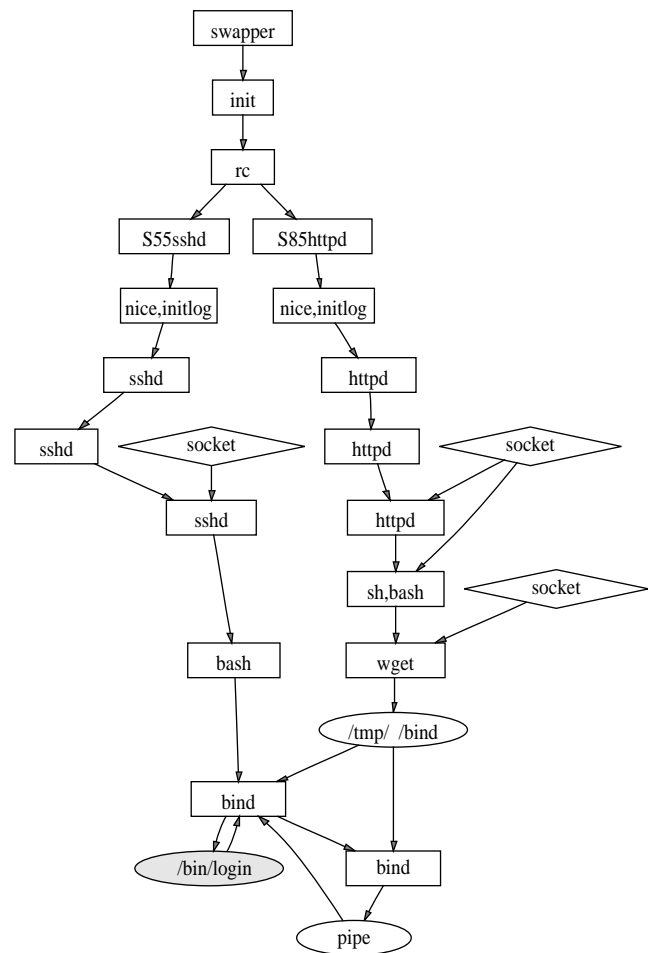 swapper
init
rc
S55sshd
S85httpd
nice,initlog
nice,initlog
sshd
httpd
sshd
socket
httpd
socket
sshd
httpd
sh,bash
socket
bash
wget
/tmp/  /bind
bind
/bin/login
bind
pipe